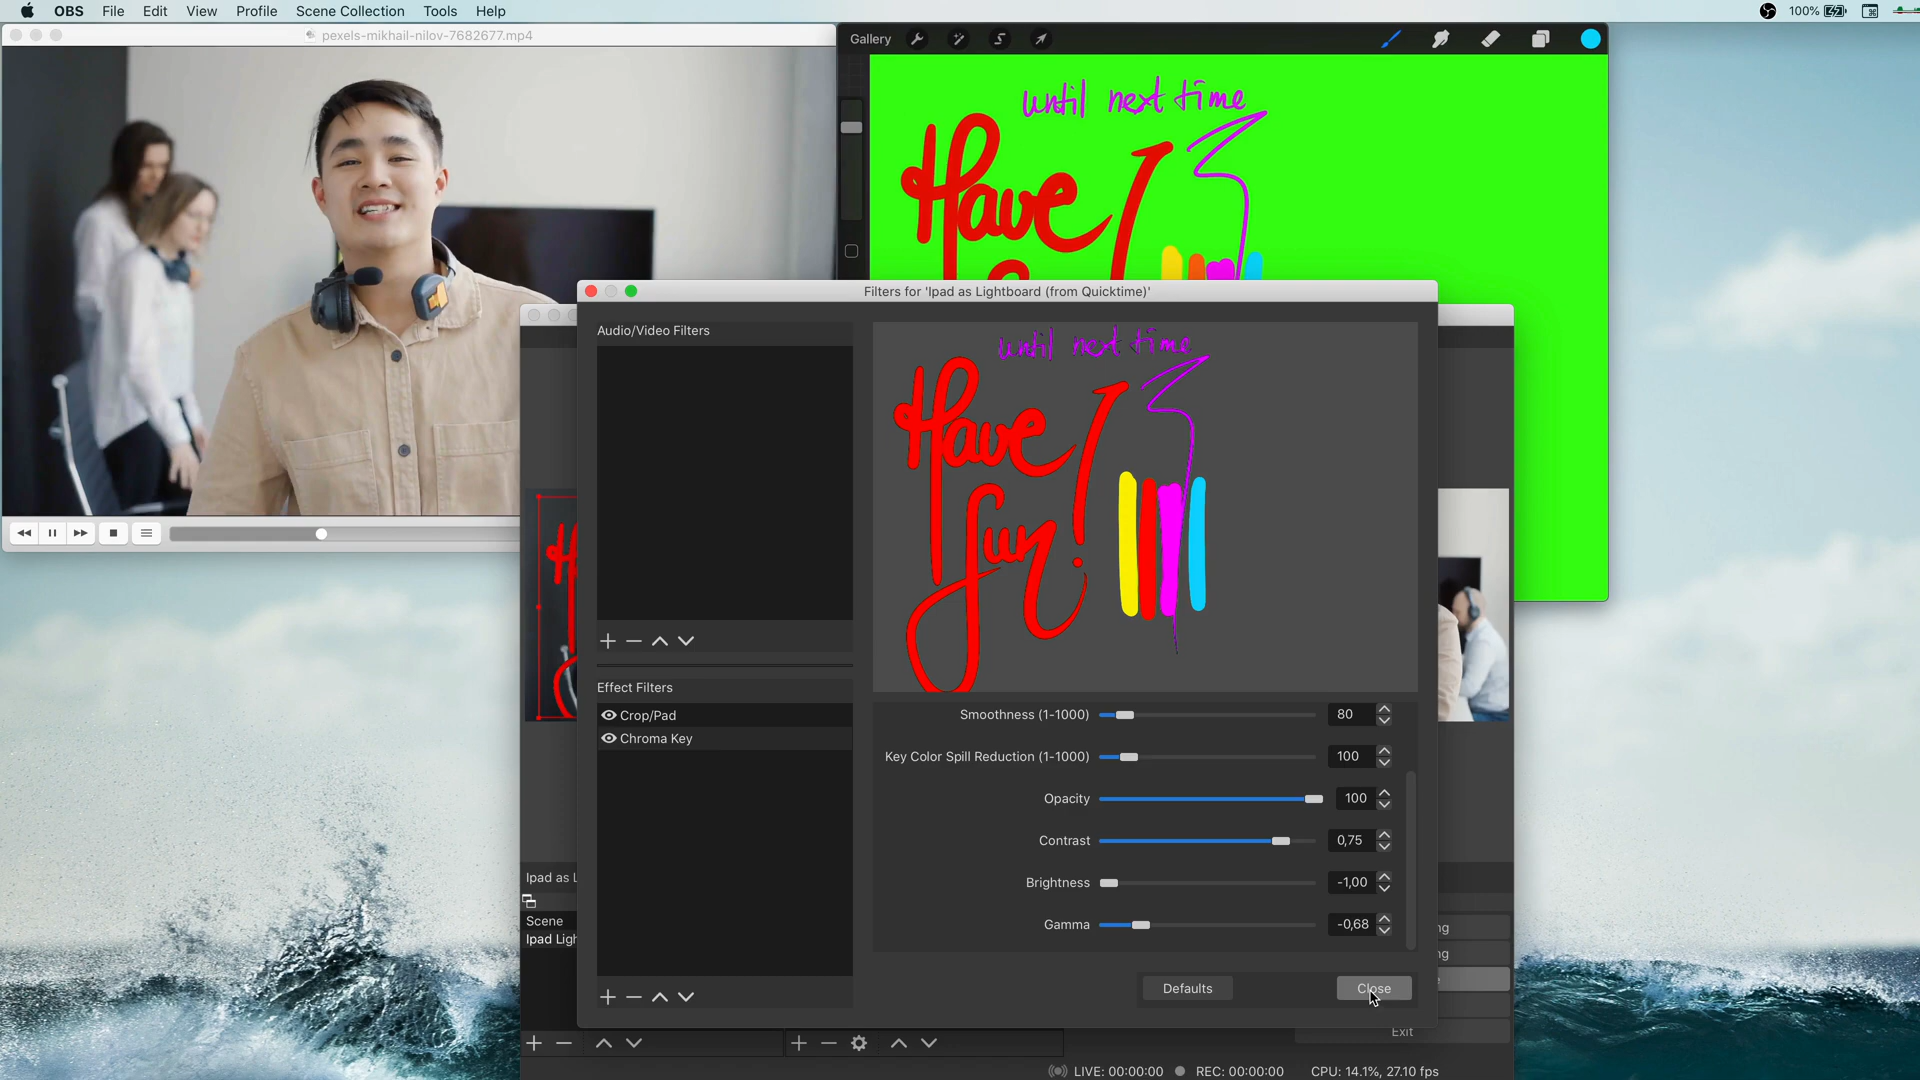 OBS File Edit View Profile Scene Collection Tools Help
100%
pexels-mikhail-nilov-7682677.mp4
Gallery
until next time
Have
Filters for 'Ipad as Lightboard (from Quicktime)'
Audio/Video Filters
until next time
Have
fun!
Effect Filters
Crop/Pad
Chroma Key
Smoothness (1-1000) 80
Key Color Spill Reduction (1-1000) 100
Opacity 100
Contrast 0,75
Brightness -1,00
Gamma -0,68
Defaults
Close
Ipad as L
Scene
Ipad Ligh
ng
ng
Exit
LIVE: 00:00:00 REC: 00:00:00 CPU: 14.1%, 27.10 fps